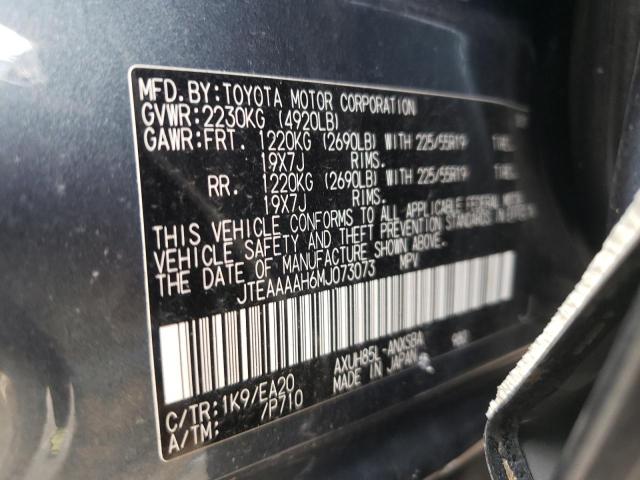 MFD.BY:TOYOTA MOTOR CORPORATION
GVWR:2230KG (4920LB)
GAWR:FRT. 1220KG (2690LB) WITH 225/55R19
19X7J RIMS.
RR. 1220KG (2690LB) WITH 225/55R19
19X7J RIMS.
THIS VEHICLE CONFORMS TO ALL APPLICABLE FEDERAL MOTOR
VEHICLE SAFETY AND THEFT PREVENTION STANDARDS IN EFFECT ON
THE DATE OF MANUFACTURE SHOWN ABOVE.
JTEAAAAH6MJ073073 MPV
AXUH85L-ANXSBA
C/TR:1K9/EA20 MADE IN JAPAN
A/TM: /P710